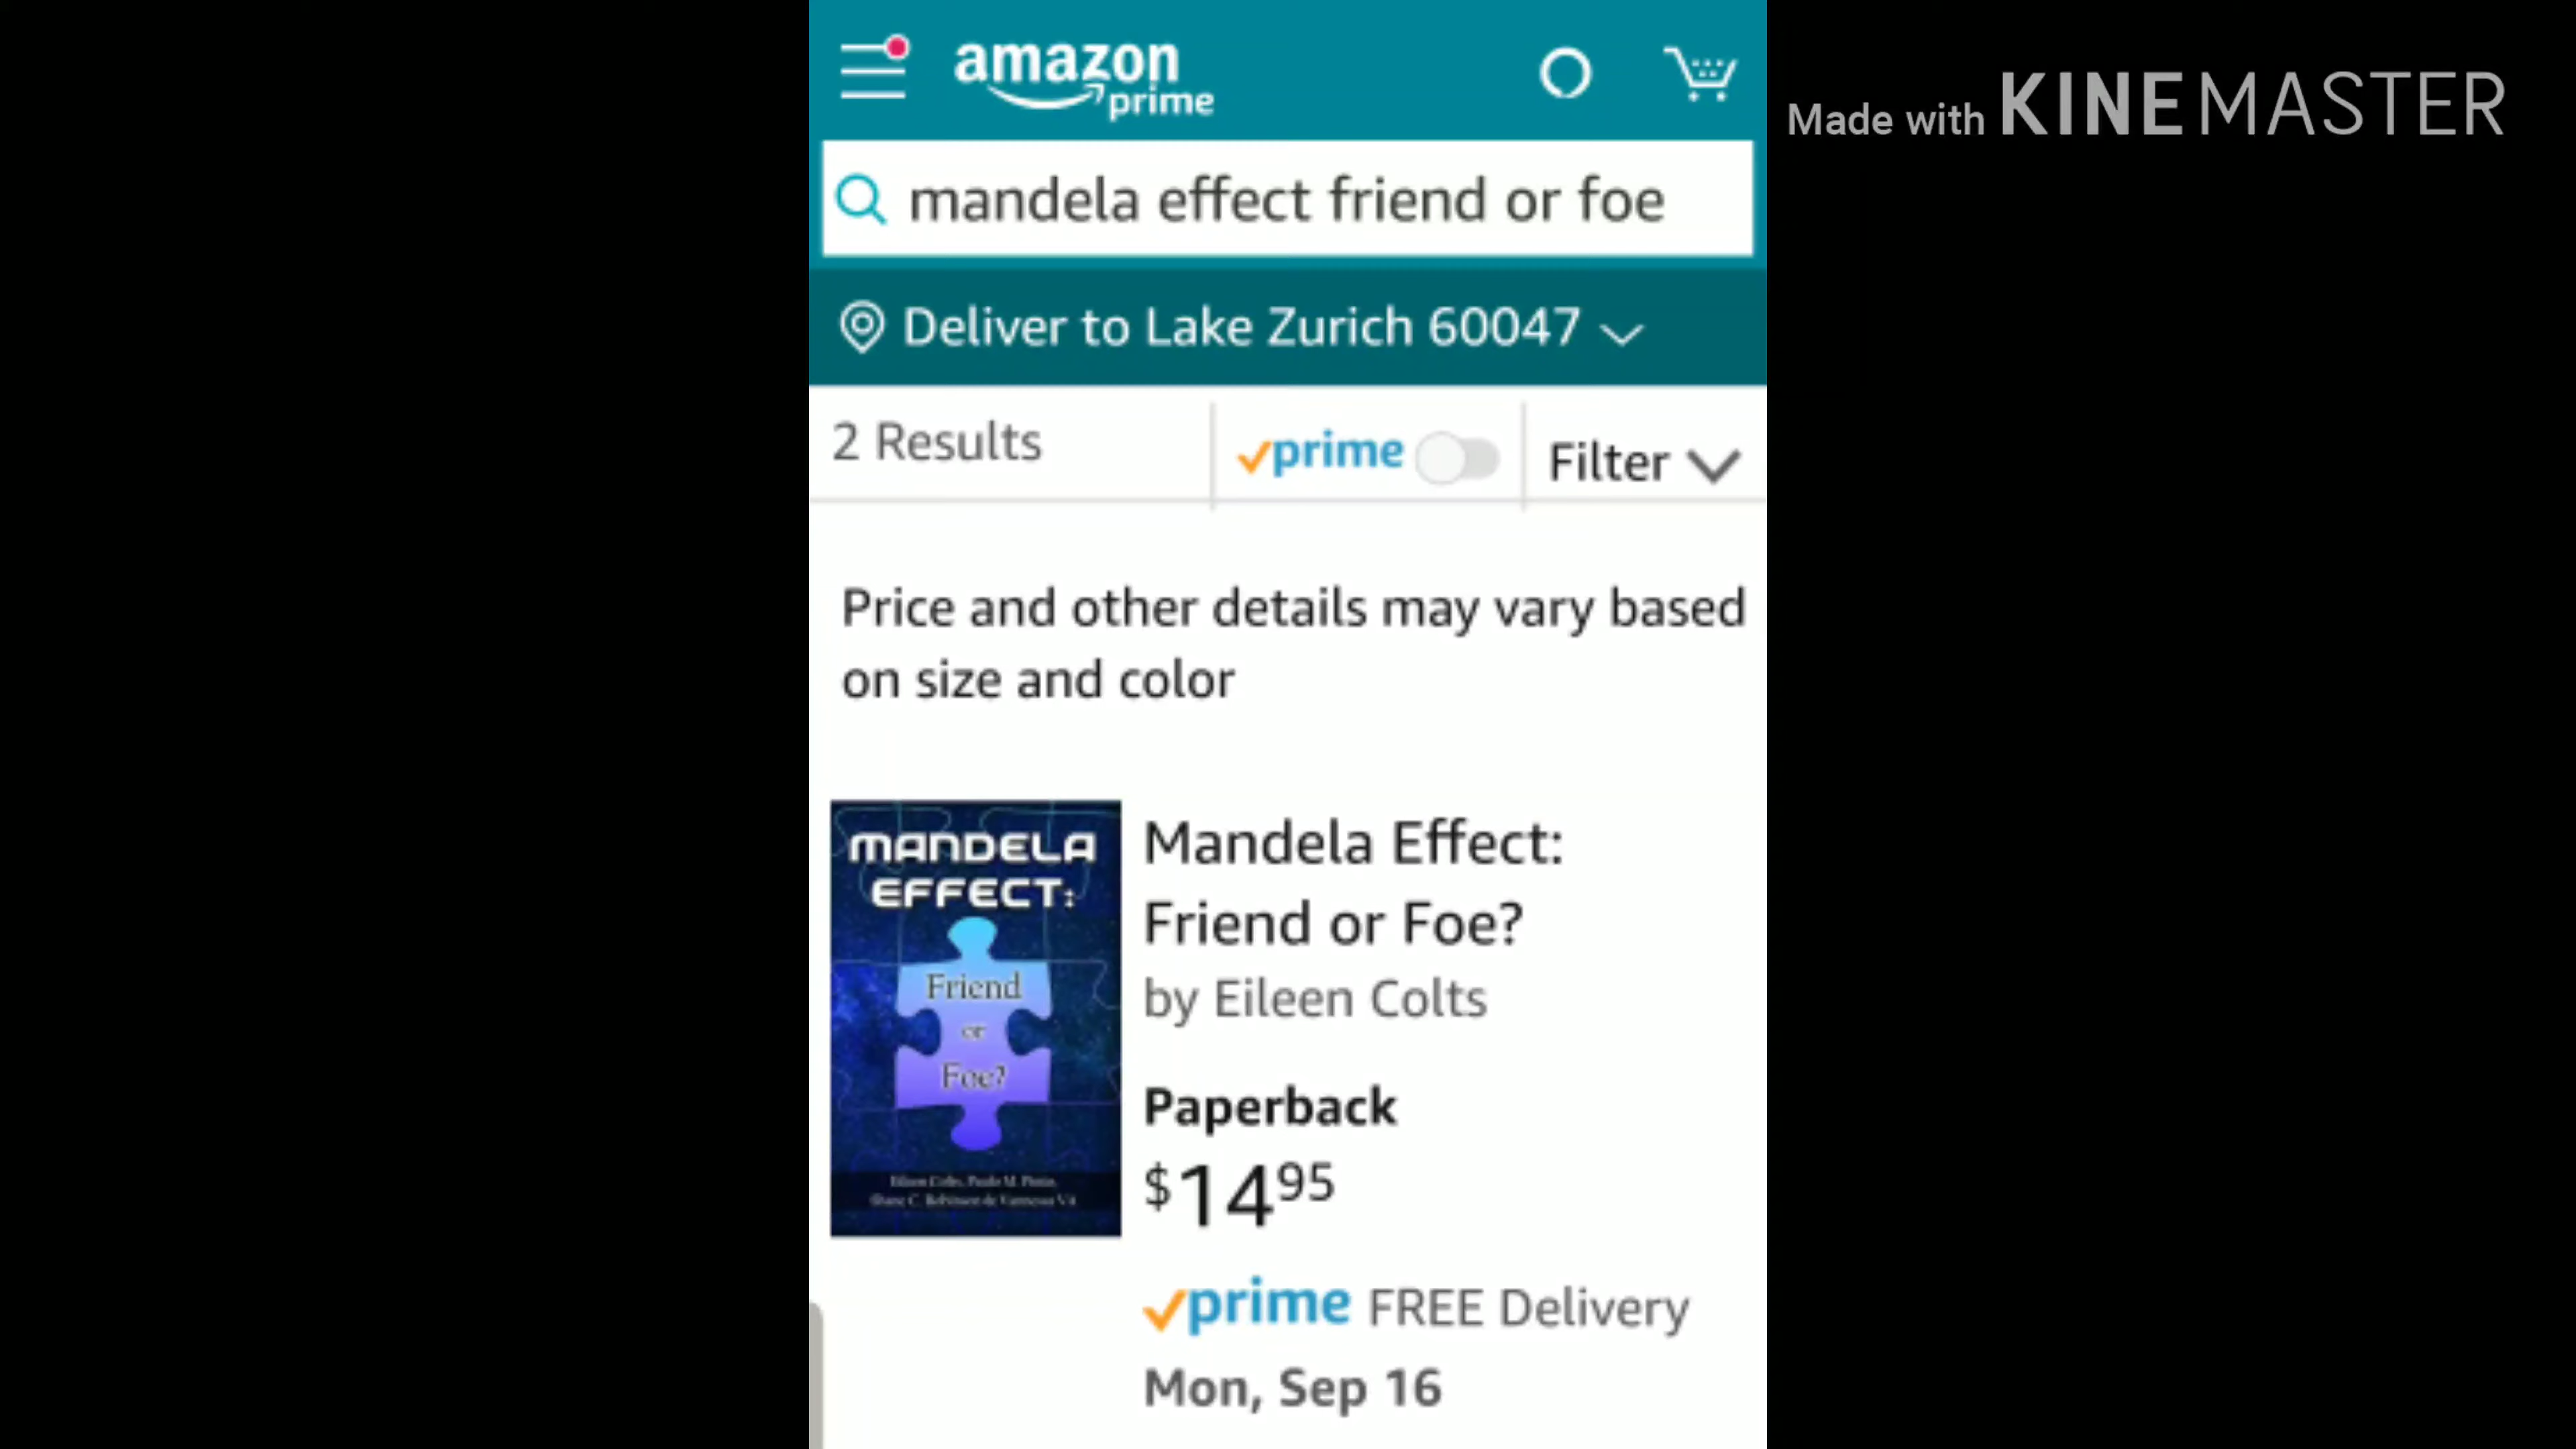 amazon
prime
Made with KINEMASTER
mandela effect friend or foe
Deliver to Lake Zurich 60047
2 Results
prime
Filter
Price and other details may vary based
on size and color
MANDELA
EFFECT:
Friend
or
Foe?
Mandela Effect:
Friend or Foe?
by Eileen Colts
Paperback
$14.95
prime FREE Delivery
Mon, Sep 16